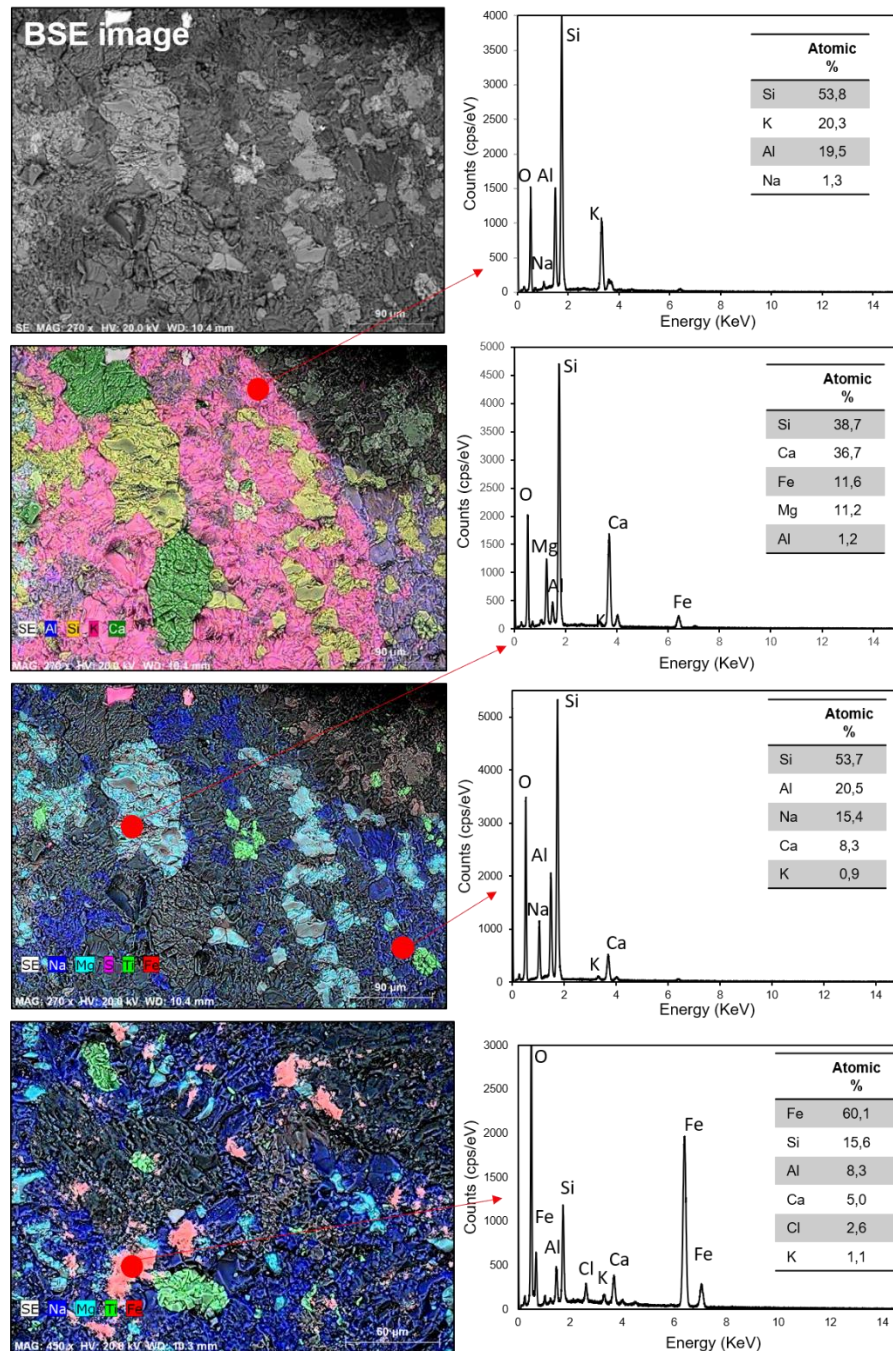 BSE image
SE MAG: 270 x HV: 20.0 kV WD: 10.4 mm
90 µm
4000
3500
3000
2500
2000
1500
1000
500
0
Counts (cps/eV)
Si
O
Al
K
Na
0 2 4 6 8 10 12 14
Energy (KeV)
Atomic
%
Si 53,8
K 20,3
Al 19,5
Na 1,3
SE Al Si K Ca
MAG: 270 x HV: 20.0 kV WD: 10.4 mm
90 µm
5000
4500
4000
3500
3000
2500
2000
1500
1000
500
0
Counts (cps/eV)
Si
O
Ca
Mg
Al
K
Fe
0 2 4 6 8 10 12 14
Energy (KeV)
Atomic
%
Si 38,7
Ca 36,7
Fe 11,6
Mg 11,2
Al 1,2
SE Na Mg S Ti Fe
MAG: 270 x HV: 20.0 kV WD: 10.4 mm
90 µm
5000
4000
3000
2000
1000
0
Counts (cps/eV)
Si
O
Al
Na
K
Ca
0 2 4 6 8 10 12 14
Energy (KeV)
Atomic
%
Si 53,7
Al 20,5
Na 15,4
Ca 8,3
K 0,9
SE Na Mg Ti Fe
MAG: 450 x HV: 20.0 kV WD: 10.3 mm
60 µm
3000
2500
2000
1500
1000
500
0
Counts (cps/eV)
O
Fe
Si
Fe
Al
Cl
K
Ca
Fe
0 2 4 6 8 10 12 14
Energy (KeV)
Atomic
%
Fe 60,1
Si 15,6
Al 8,3
Ca 5,0
Cl 2,6
K 1,1